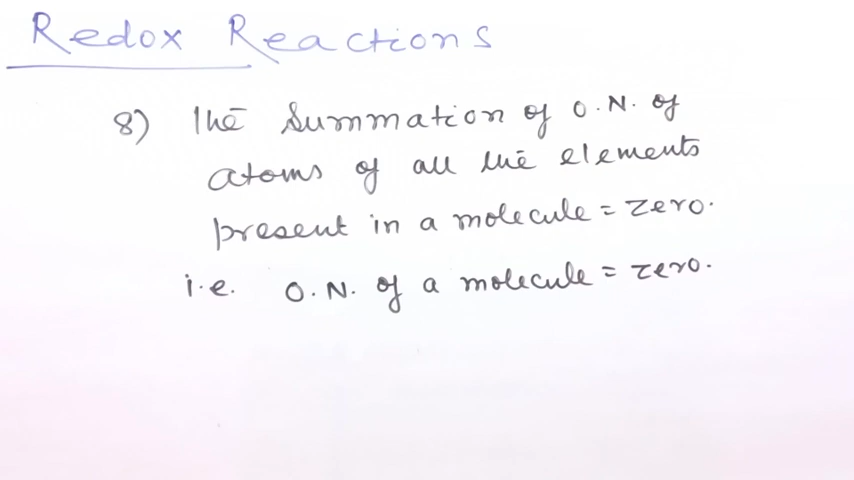 Redox Reactions
8) The Summation of O.N. of
atoms of all the elements
present in a molecule = zero.
i.e. O.N. of a molecule = zero.